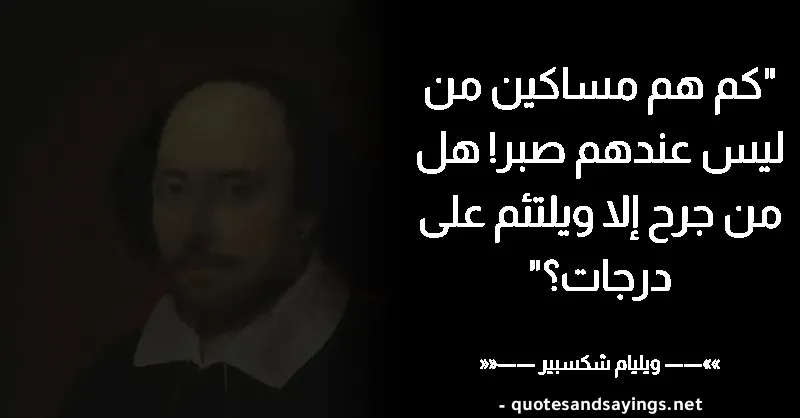 "كم هم مساكين من
ليس عندهم صبر! هل
من جرح إلا ويلتئم على
درجات؟"
»»—–— ويليام شكسبير —–—««
- quotesandsayings.net